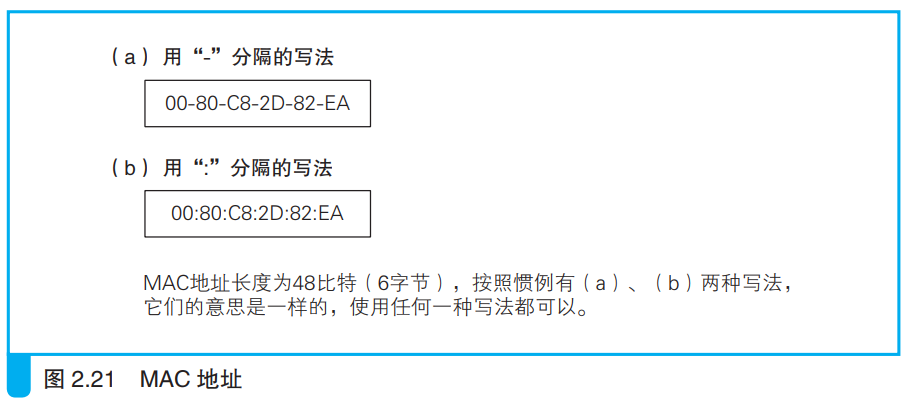 （a） 用“-”分隔的写法
00-80-C8-2D-82-EA
（b） 用“:”分隔的写法
00:80:C8:2D:82:EA
MAC地址长度为48比特（6字节），按照惯例有（a）、（b）两种写法，
它们的意思是一样的，使用任何一种写法都可以。
图 2.21 MAC 地址